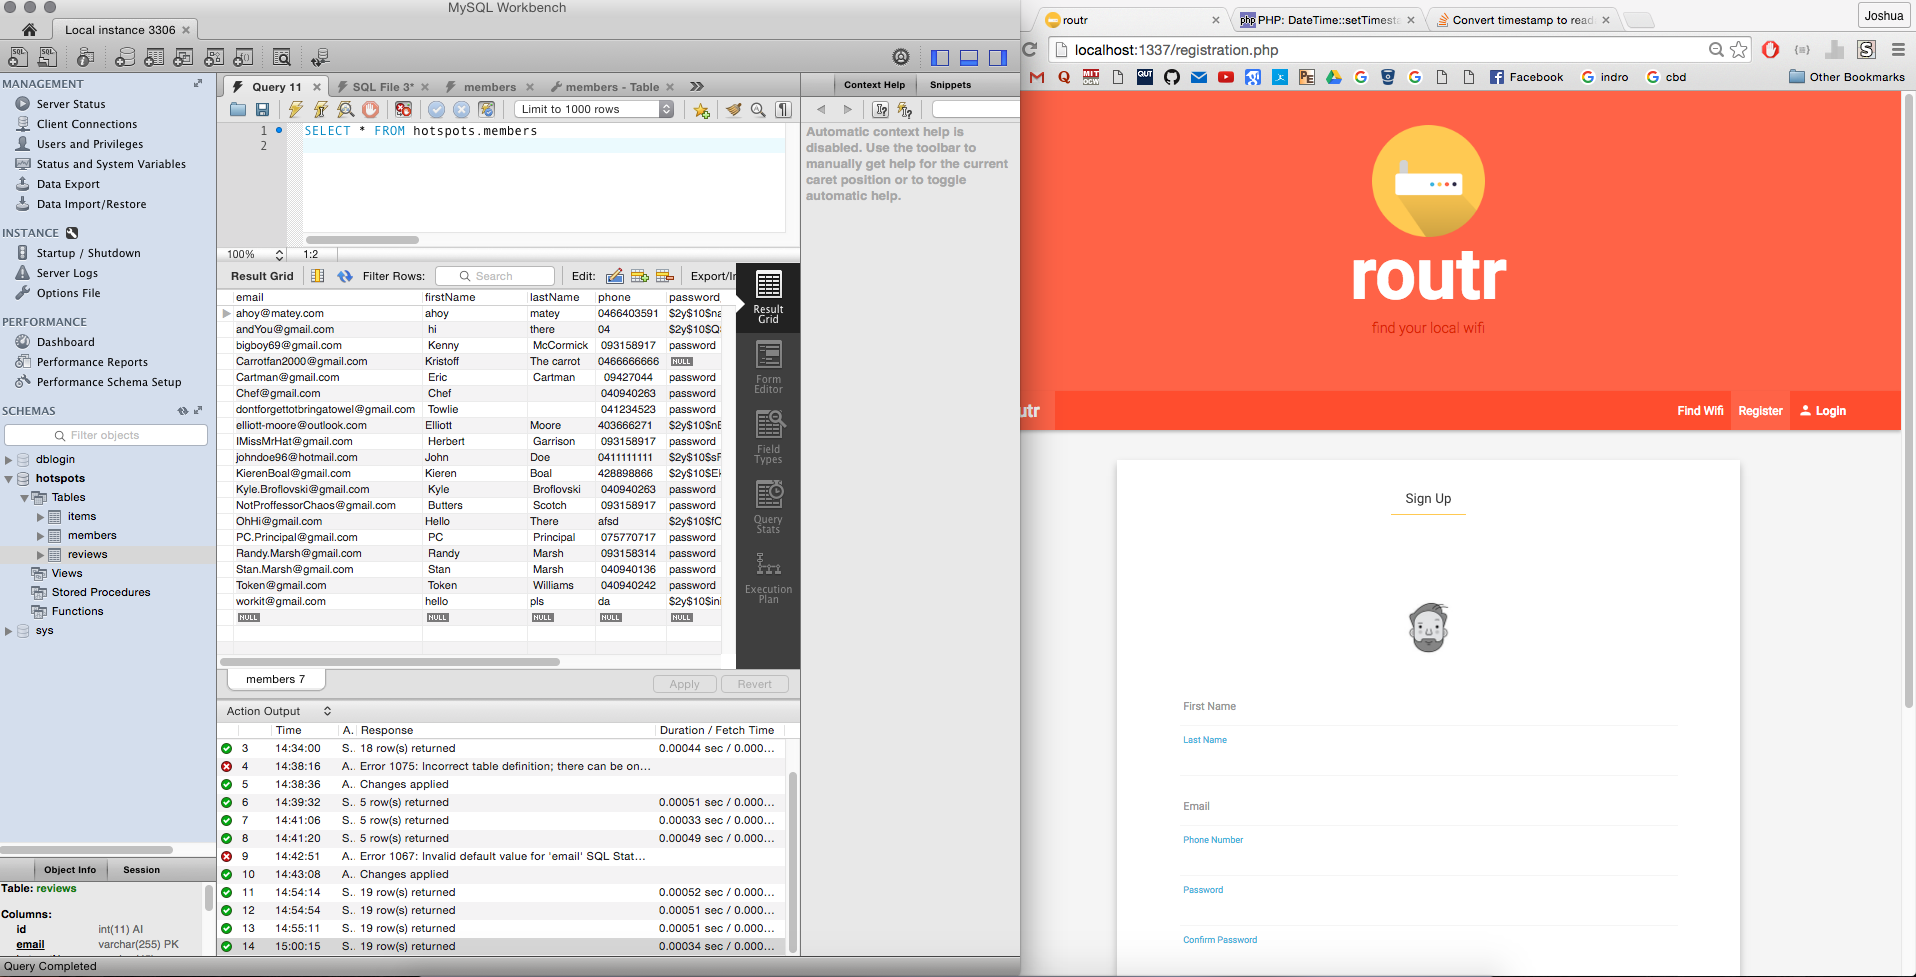 MySQL Workbench
Local instance 3306
MANAGEMENT
Server Status
Client Connections
Users and Privileges
Status and System Variables
Data Export
Data Import/Restore
INSTANCE
Startup / Shutdown
Server Logs
Options File
PERFORMANCE
Dashboard
Performance Reports
Performance Schema Setup
SCHEMAS
Filter objects
dblogin
hotspots
Tables
items
members
reviews
Views
Stored Procedures
Functions
sys
Object Info Session
Table: reviews
Columns:
id int(11) AI
email varchar(255) PK
Query Completed
Query 11 SQL File 3* members members - Table
Limit to 1000 rows
1 SELECT * FROM hotspots.members
2
100% 1:2
Result Grid Filter Rows: Search Edit: Export/Ir
email firstName lastName phone password
ahoy@matey.com ahoy matey 0466403591 $2y$10$na
andYou@gmail.com hi there 04 $2y$10$Q
bigboy69@gmail.com Kenny McCormick 093158917 password
Carrotfan2000@gmail.com Kristoff The carrot 0466666666 NULL
Cartman@gmail.com Eric Cartman 09427044 password
Chef@gmail.com Chef 040940263 password
dontforgettobringatowel@gmail.com Towlie 041234523 password
elliott-moore@outlook.com Elliott Moore 403666271 $2y$10$nE
IMissMrHat@gmail.com Herbert Garrison 093158917 password
johndoe96@hotmail.com John Doe 0411111111 $2y$10$sF
KierenBoal@gmail.com Kieren Boal 428898866 $2y$10$Ek
Kyle.Broflovski@gmail.com Kyle Broflovski 040940263 password
NotProffessorChaos@gmail.com Butters Scotch 093158917 password
OhHi@gmail.com Hello There afsd $2y$10$fC
PC.Principal@gmail.com PC Principal 075770717 password
Randy.Marsh@gmail.com Randy Marsh 093158314 password
Stan.Marsh@gmail.com Stan Marsh 040940136 password
Token@gmail.com Token Williams 040940242 password
workit@gmail.com hello pls da $2y$10$ini
NULL NULL NULL NULL NULL
Result Grid
Form Editor
Field Types
Query Stats
Execution Plan
members 7 Apply Revert
Action Output
Time A. Response Duration / Fetch Time
3 14:34:00 S.. 18 row(s) returned 0.00044 sec / 0.000...
4 14:38:16 A.. Error 1075: Incorrect table definition; there can be on...
5 14:38:36 A.. Changes applied
6 14:39:32 S.. 5 row(s) returned 0.00051 sec / 0.000...
7 14:41:06 S.. 5 row(s) returned 0.00033 sec / 0.000...
8 14:41:20 S.. 5 row(s) returned 0.00049 sec / 0.000...
9 14:42:51 A.. Error 1067: Invalid default value for 'email' SQL Stat...
10 14:43:08 A.. Changes applied
11 14:54:14 S.. 19 row(s) returned 0.00052 sec / 0.000...
12 14:54:54 S.. 19 row(s) returned 0.00051 sec / 0.000...
13 14:55:11 S.. 19 row(s) returned 0.00051 sec / 0.000...
14 15:00:15 S.. 19 row(s) returned 0.00034 sec / 0.000...
Context Help Snippets
Automatic context help is
disabled. Use the toolbar to
manually get help for the current
caret position or to toggle
automatic help.
routr PHP: DateTime::setTimesta Convert timestamp to read Joshua
localhost:1337/registration.php
Facebook indro cbd Other Bookmarks
routr
find your local wifi
utr Find Wifi Register Login
Sign Up
First Name
Last Name
Email
Phone Number
Password
Confirm Password